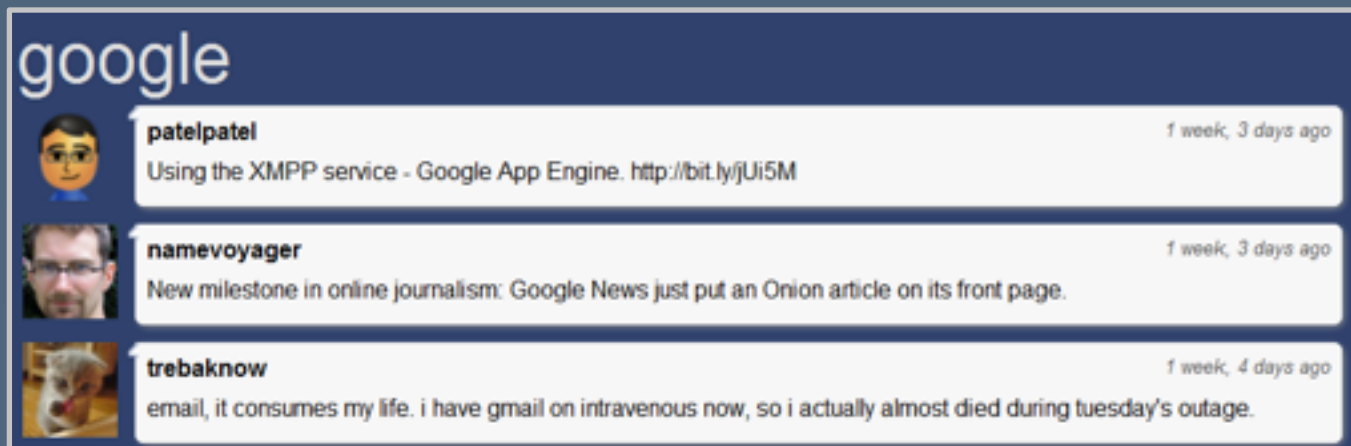 google
patelpatel 1 week, 3 days ago
Using the XMPP service - Google App Engine. http://bit.ly/jUi5M
namevoyager 1 week, 3 days ago
New milestone in online journalism: Google News just put an Onion article on its front page.
trebaknow 1 week, 4 days ago
email, it consumes my life. i have gmail on intravenous now, so i actually almost died during tuesday's outage.